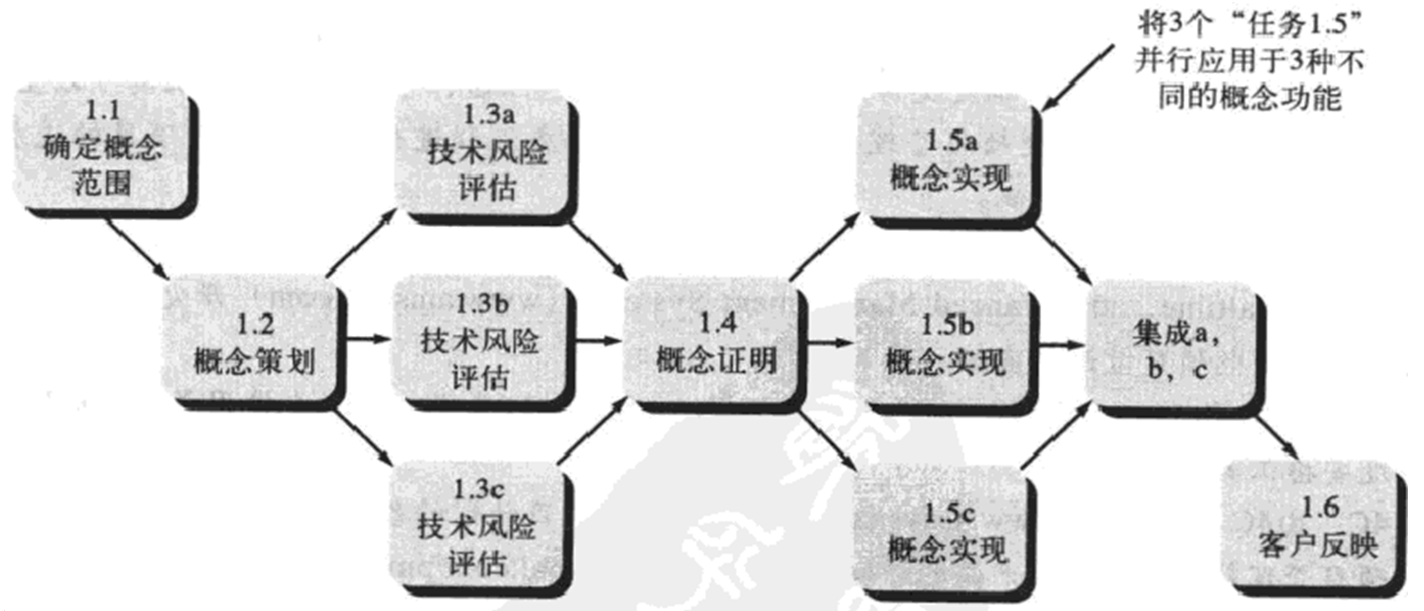 将3个“任务1.5”
并行应用于3种不
同的概念功能
1.1
确定概念
范围
1.2
概念策划
1.3a
技术风险
评估
1.3b
技术风险
评估
1.3c
技术风险
评估
1.4
概念证明
1.5a
概念实现
1.5b
概念实现
1.5c
概念实现
集成a,
b, c
1.6
客户反映